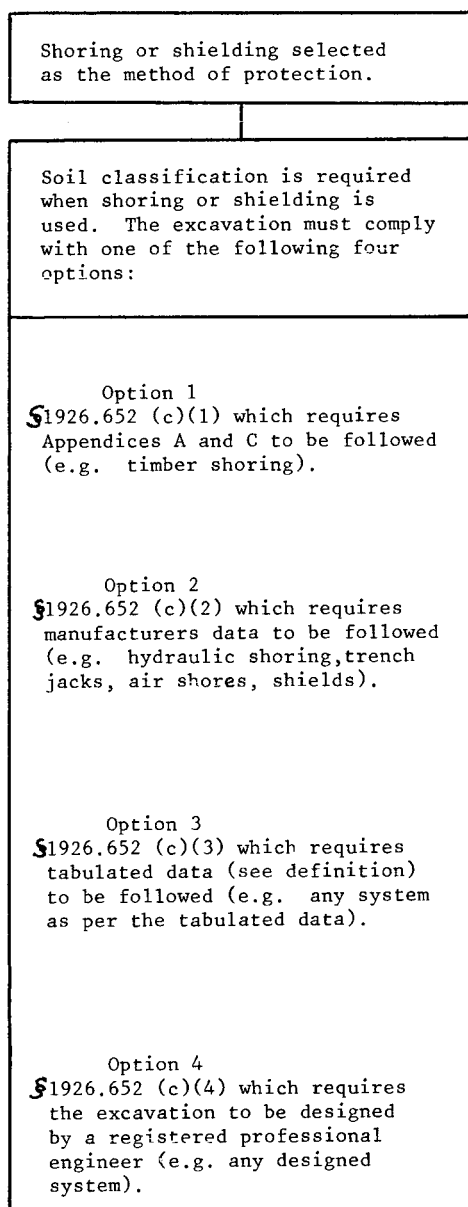 Shoring or shielding selected
as the method of protection.
Soil classification is required
when shoring or shielding is
used. The excavation must comply
with one of the following four
options:
Option 1
§1926.652 (c)(1) which requires
Appendices A and C to be followed
(e.g. timber shoring).
Option 2
§1926.652 (c)(2) which requires
manufacturers data to be followed
(e.g. hydraulic shoring,trench
jacks, air shores, shields).
Option 3
§1926.652 (c)(3) which requires
tabulated data (see definition)
to be followed (e.g. any system
as per the tabulated data).
Option 4
§1926.652 (c)(4) which requires
the excavation to be designed
by a registered professional
engineer (e.g. any designed
system).